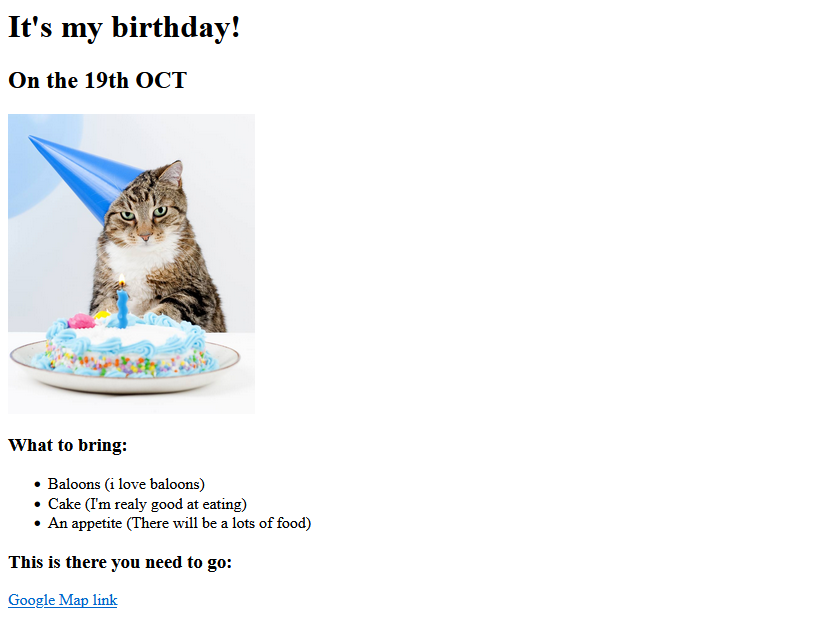 It's my birthday!
On the 19th OCT
What to bring:
Baloons (i love baloons)
Cake (I'm realy good at eating)
An appetite (There will be a lots of food)
This is there you need to go:
Google Map link